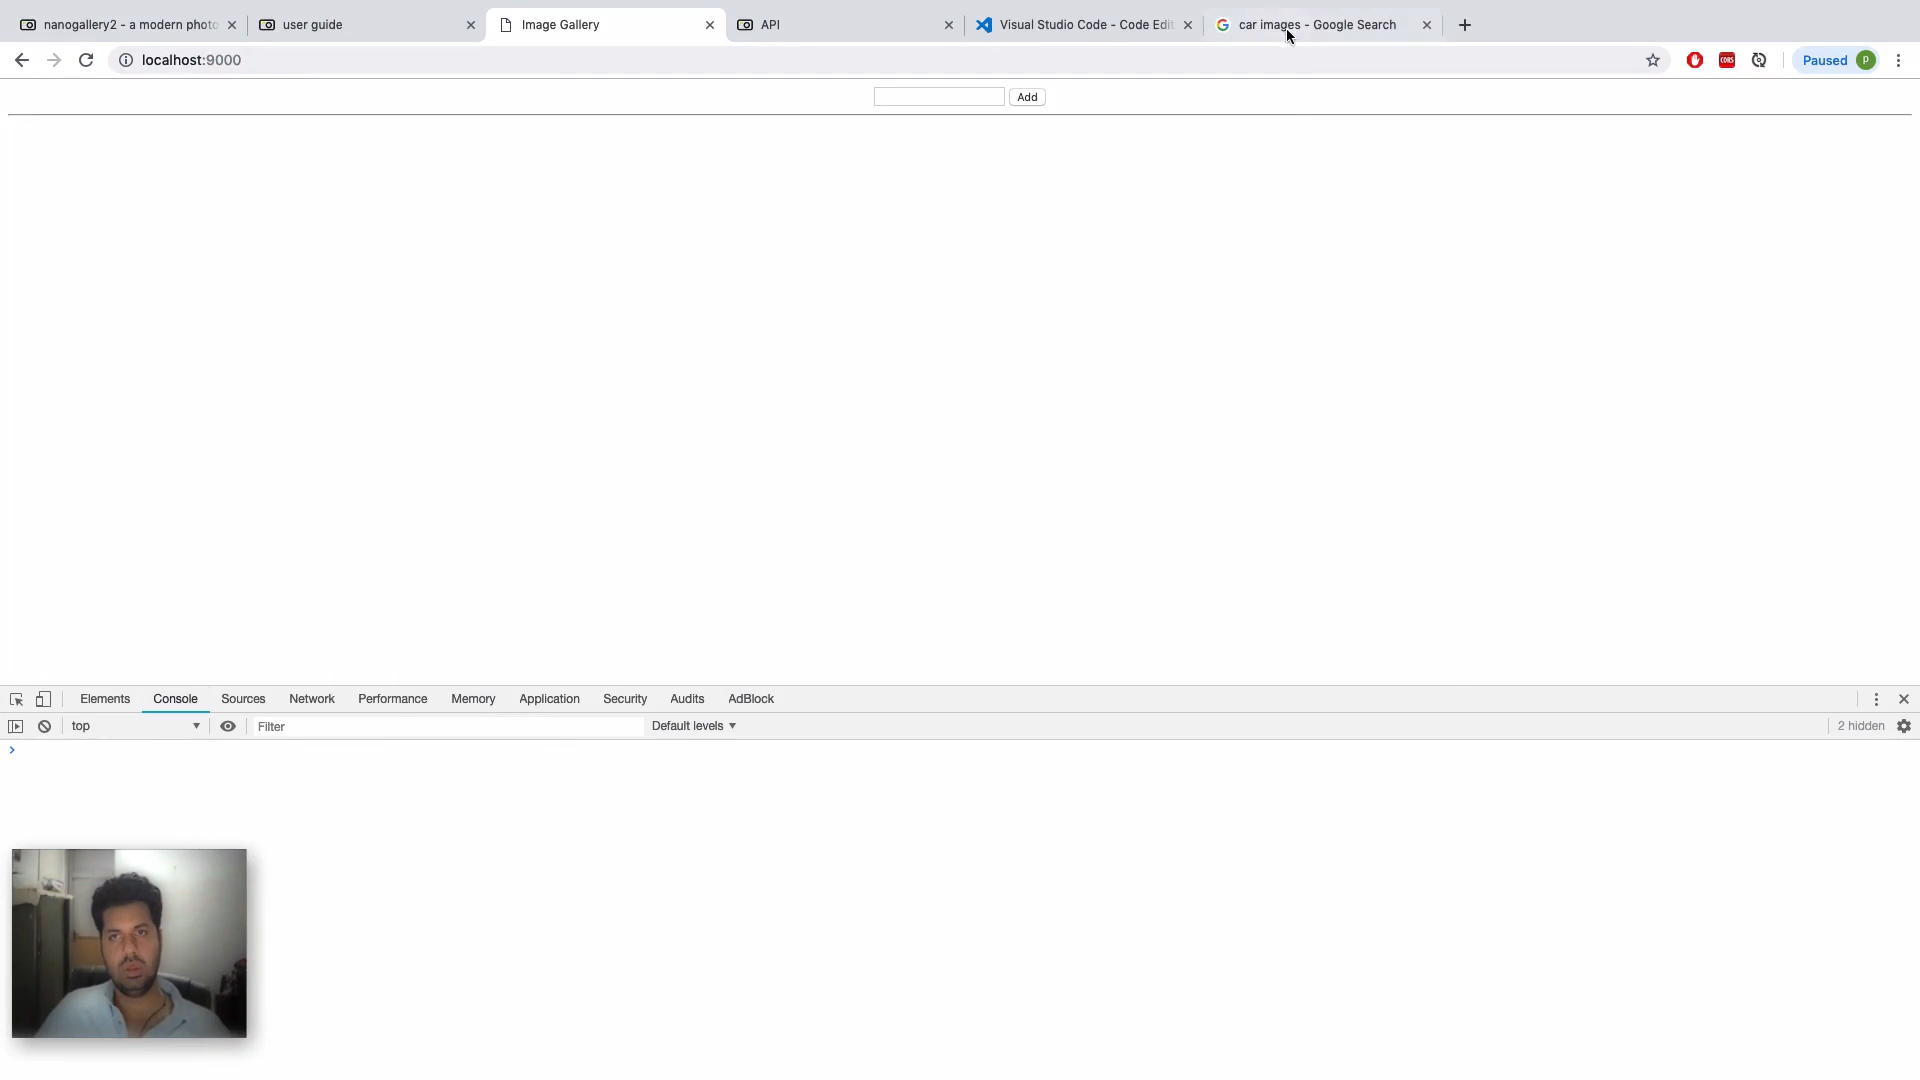 nanogallery2 - a modern photo
user guide
Image Gallery
API
Visual Studio Code - Code Edit
car images - Google Search
localhost:9000
CORS
Paused
P
Add
Elements
Console
Sources
Network
Performance
Memory
Application
Security
Audits
AdBlock
top
Filter
Default levels
2 hidden